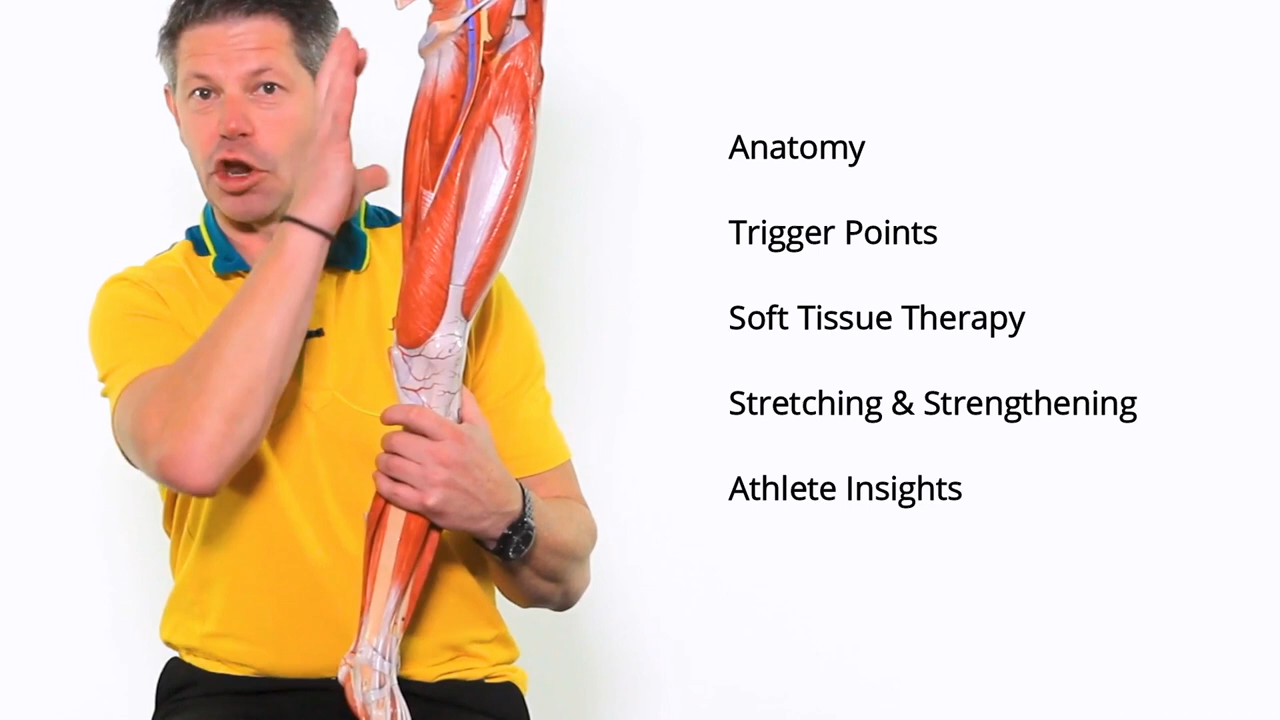 Anatomy
Trigger Points
Soft Tissue Therapy
Stretching & Strengthening
Athlete Insights